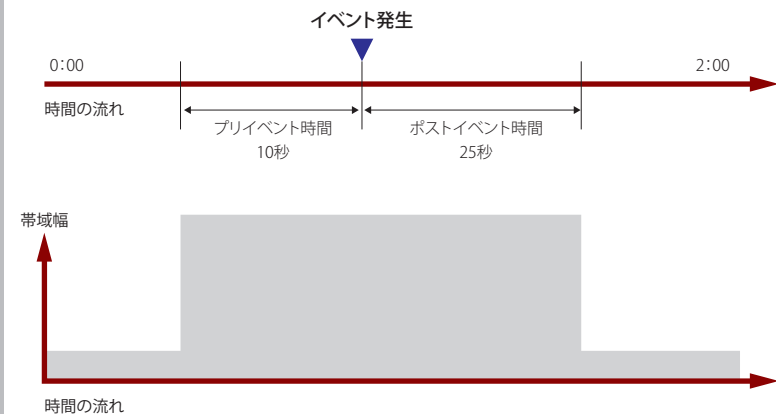 イベント発生
0:00
2:00
時間の流れ
プリイベント時間
10秒
ポストイベント時間
25秒
帯域幅
時間の流れ